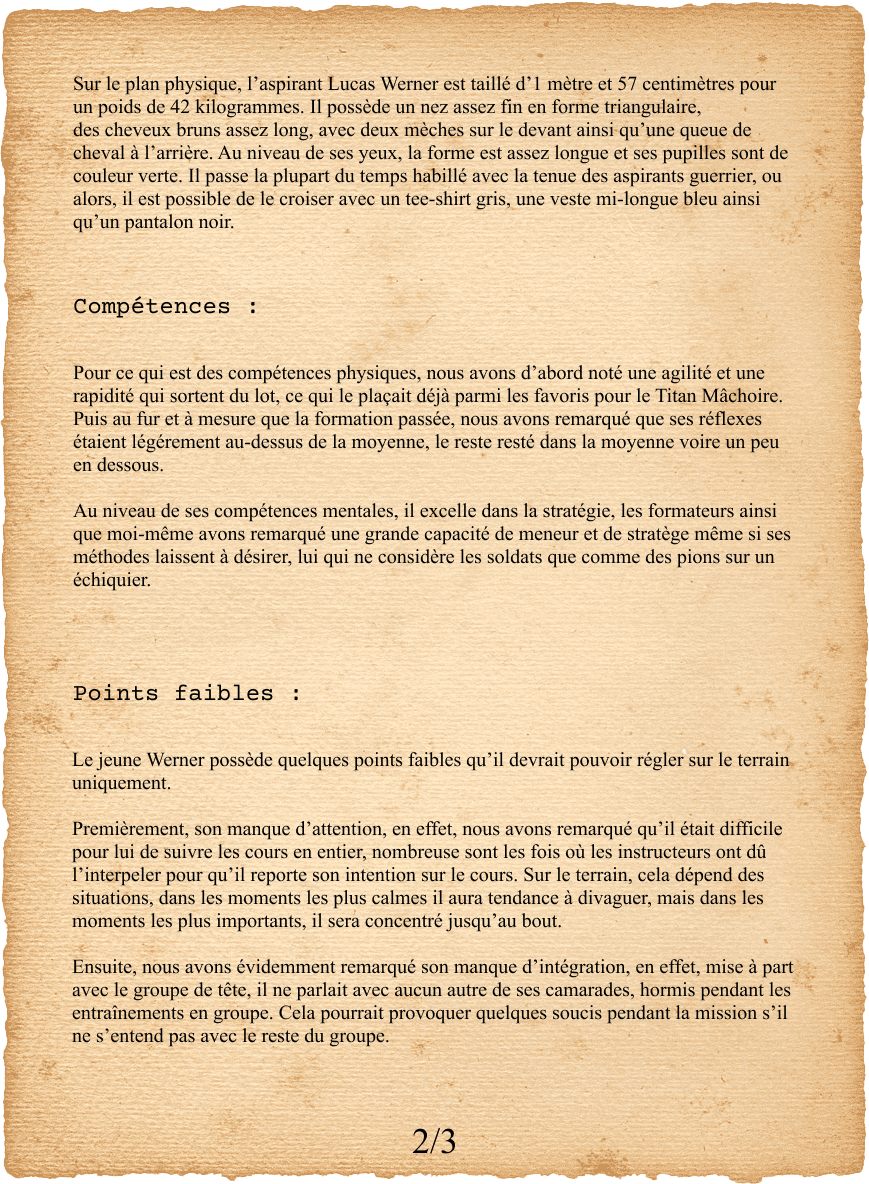 Sur le plan physique, l’aspirant Lucas Werner est taillé d’1 mètre et 57 centimètres pour
un poids de 42 kilogrammes. Il possède un nez assez fin en forme triangulaire,
des cheveux bruns assez long, avec deux mèches sur le devant ainsi qu’une queue de
cheval à l’arrière. Au niveau de ses yeux, la forme est assez longue et ses pupilles sont de
couleur verte. Il passe la plupart du temps habillé avec la tenue des aspirants guerrier, ou
alors, il est possible de le croiser avec un tee-shirt gris, une veste mi-longue bleu ainsi
qu’un pantalon noir.
Compétences :
Pour ce qui est des compétences physiques, nous avons d’abord noté une agilité et une
rapidité qui sortent du lot, ce qui le plaçait déjà parmi les favoris pour le Titan Mâchoire.
Puis au fur et à mesure que la formation passée, nous avons remarqué que ses réflexes
étaient légérement au-dessus de la moyenne, le reste resté dans la moyenne voire un peu
en dessous.
Au niveau de ses compétences mentales, il excelle dans la stratégie, les formateurs ainsi
que moi-même avons remarqué une grande capacité de meneur et de stratège même si ses
méthodes laissent à désirer, lui qui ne considère les soldats que comme des pions sur un
échiquier.
Points faibles :
Le jeune Werner possède quelques points faibles qu’il devrait pouvoir régler sur le terrain
uniquement.
Premièrement, son manque d’attention, en effet, nous avons remarqué qu’il était difficile
pour lui de suivre les cours en entier, nombreuse sont les fois où les instructeurs ont dû
l’interpeler pour qu’il reporte son intention sur le cours. Sur le terrain, cela dépend des
situations, dans les moments les plus calmes il aura tendance à divaguer, mais dans les
moments les plus importants, il sera concentré jusqu’au bout.
Ensuite, nous avons évidemment remarqué son manque d’intégration, en effet, mise à part
avec le groupe de tête, il ne parlait avec aucun autre de ses camarades, hormis pendant les
entraînements en groupe. Cela pourrait provoquer quelques soucis pendant la mission s’il
ne s’entend pas avec le reste du groupe.
2/3